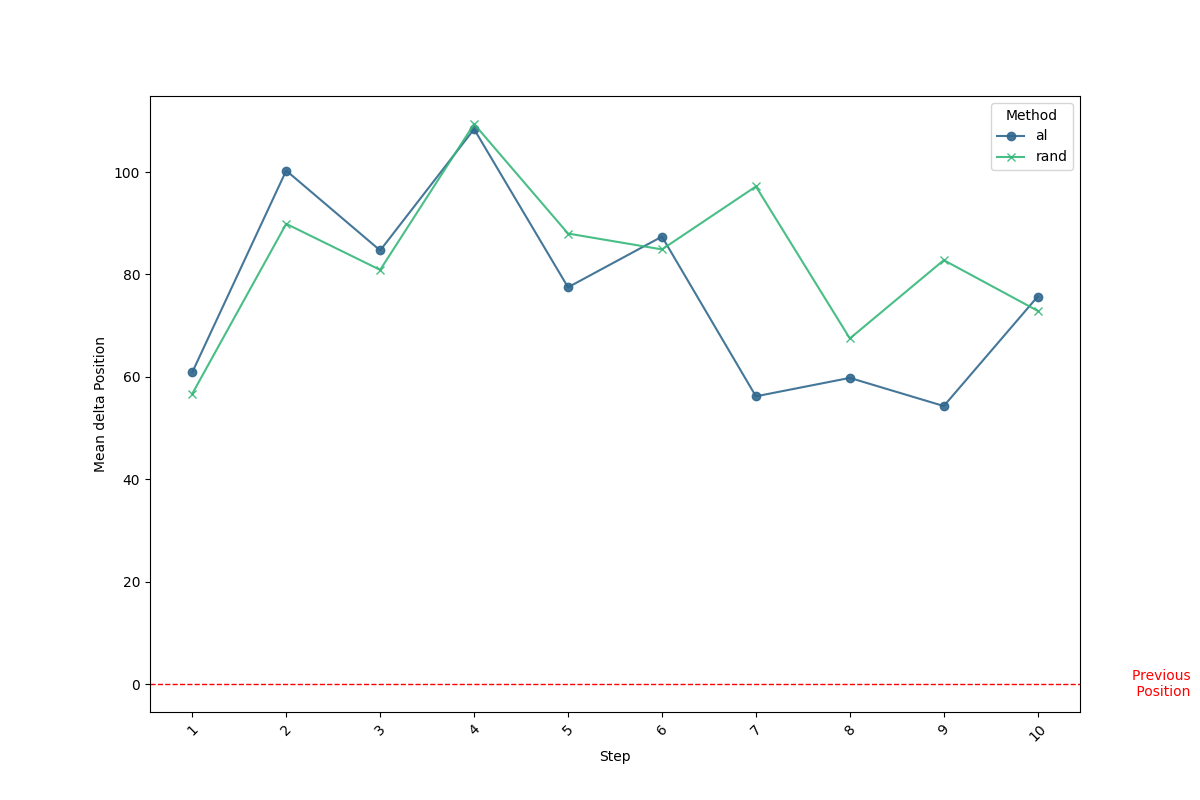 Method
al
rand
Mean delta Position
100
80
60
40
20
0
Previous
Position
1 2 3 4 5 6 7 8 9 10
Step